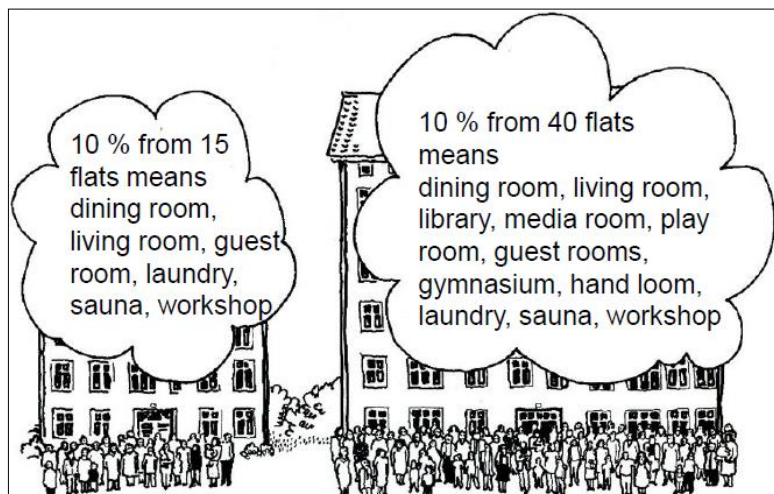 10 % from 15
flats means
dining room,
living room, guest
room, laundry,
sauna, workshop
10 % from 40 flats
means
dining room, living room,
library, media room, play
room, guest rooms,
gymnasium, hand loom,
laundry, sauna, workshop